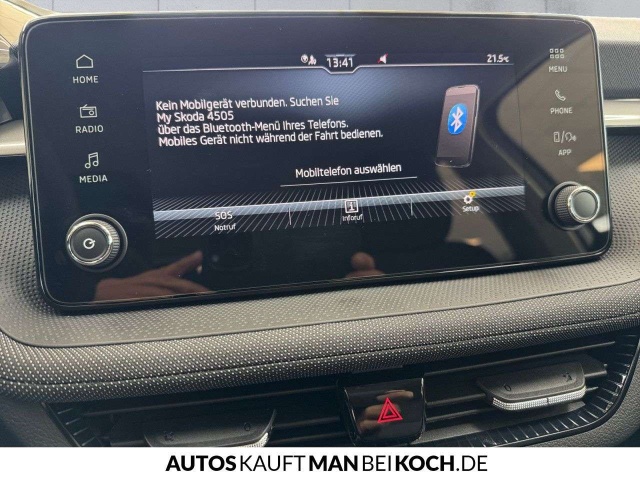 HOME
RADIO
MEDIA
13:41
21.5°C
Kein Mobilgerät verbunden. Suchen Sie
My Skoda 4505
über das Bluetooth-Menü Ihres Telefons.
Mobiles Gerät nicht während der Fahrt bedienen.
Mobiltelefon auswählen
SOS
Notruf
Inforuf
Setup
MENU
PHONE
APP
AUTOSKAUFTMANBEIKOCH.DE